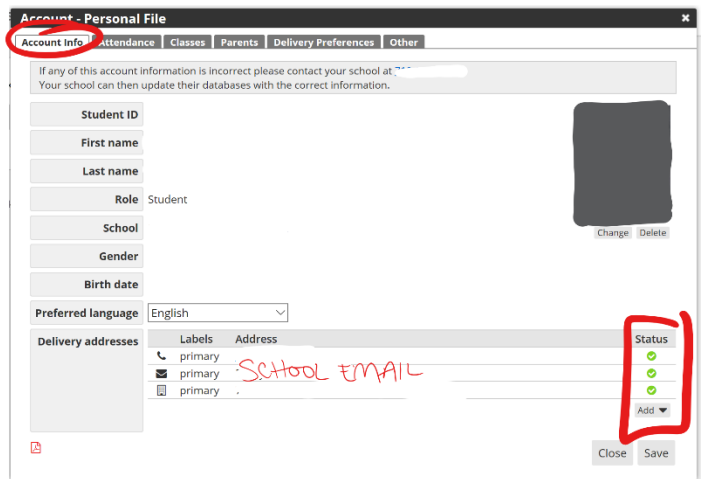 Account - Personal File
Account Info Attendance Classes Parents Delivery Preferences Other
If any of this account information is incorrect please contact your school at
Your school can then update their databases with the correct information.
Student ID
First name
Last name
Role Student
School
Change Delete
Gender
Birth date
Preferred language English
Delivery addresses Labels Address Status
primary
primary SCHOOL EMAIL
primary
Add
Close Save